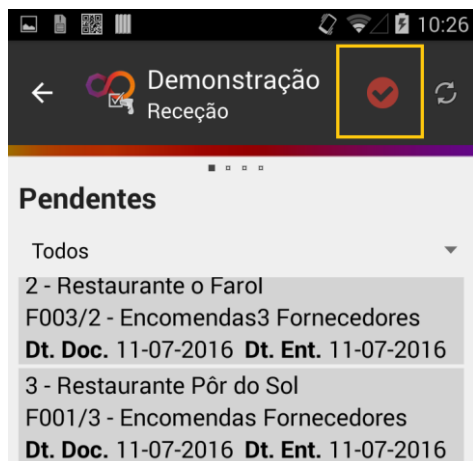 10:26
Demonstração
Receção
Pendentes
Todos
2 - Restaurante o Farol
F003/2 - Encomendas3 Fornecedores
Dt. Doc. 11-07-2016 Dt. Ent. 11-07-2016
3 - Restaurante Pôr do Sol
F001/3 - Encomendas Fornecedores
Dt. Doc. 11-07-2016 Dt. Ent. 11-07-2016